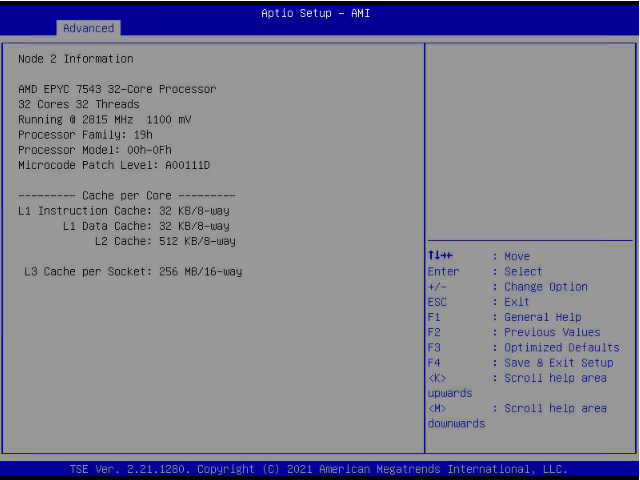 Aptio Setup – AMI
Advanced
Node 2 Information
AMD EPYC 7543 32-Core Processor
32 Cores 32 Threads
Running @ 2815 MHz  1100 mV
Processor Family: 19h
Processor Model: 00h-0Fh
Microcode Patch Level: A00111D
--------- Cache per Core ---------
L1 Instruction Cache: 32 KB/8-way
L1 Data Cache: 32 KB/8-way
L2 Cache: 512 KB/8-way
L3 Cache per Socket: 256 MB/16-way
↑↓→← : Move
Enter : Select
+/- : Change Option
ESC : Exit
F1 : General Help
F2 : Previous Values
F3 : Optimized Defaults
F4 : Save & Exit Setup
<K> : Scroll help area
upwards
<M> : Scroll help area
downwards
TSE Ver. 2.21.1280. Copyright (C) 2021 American Megatrends International, LLC.